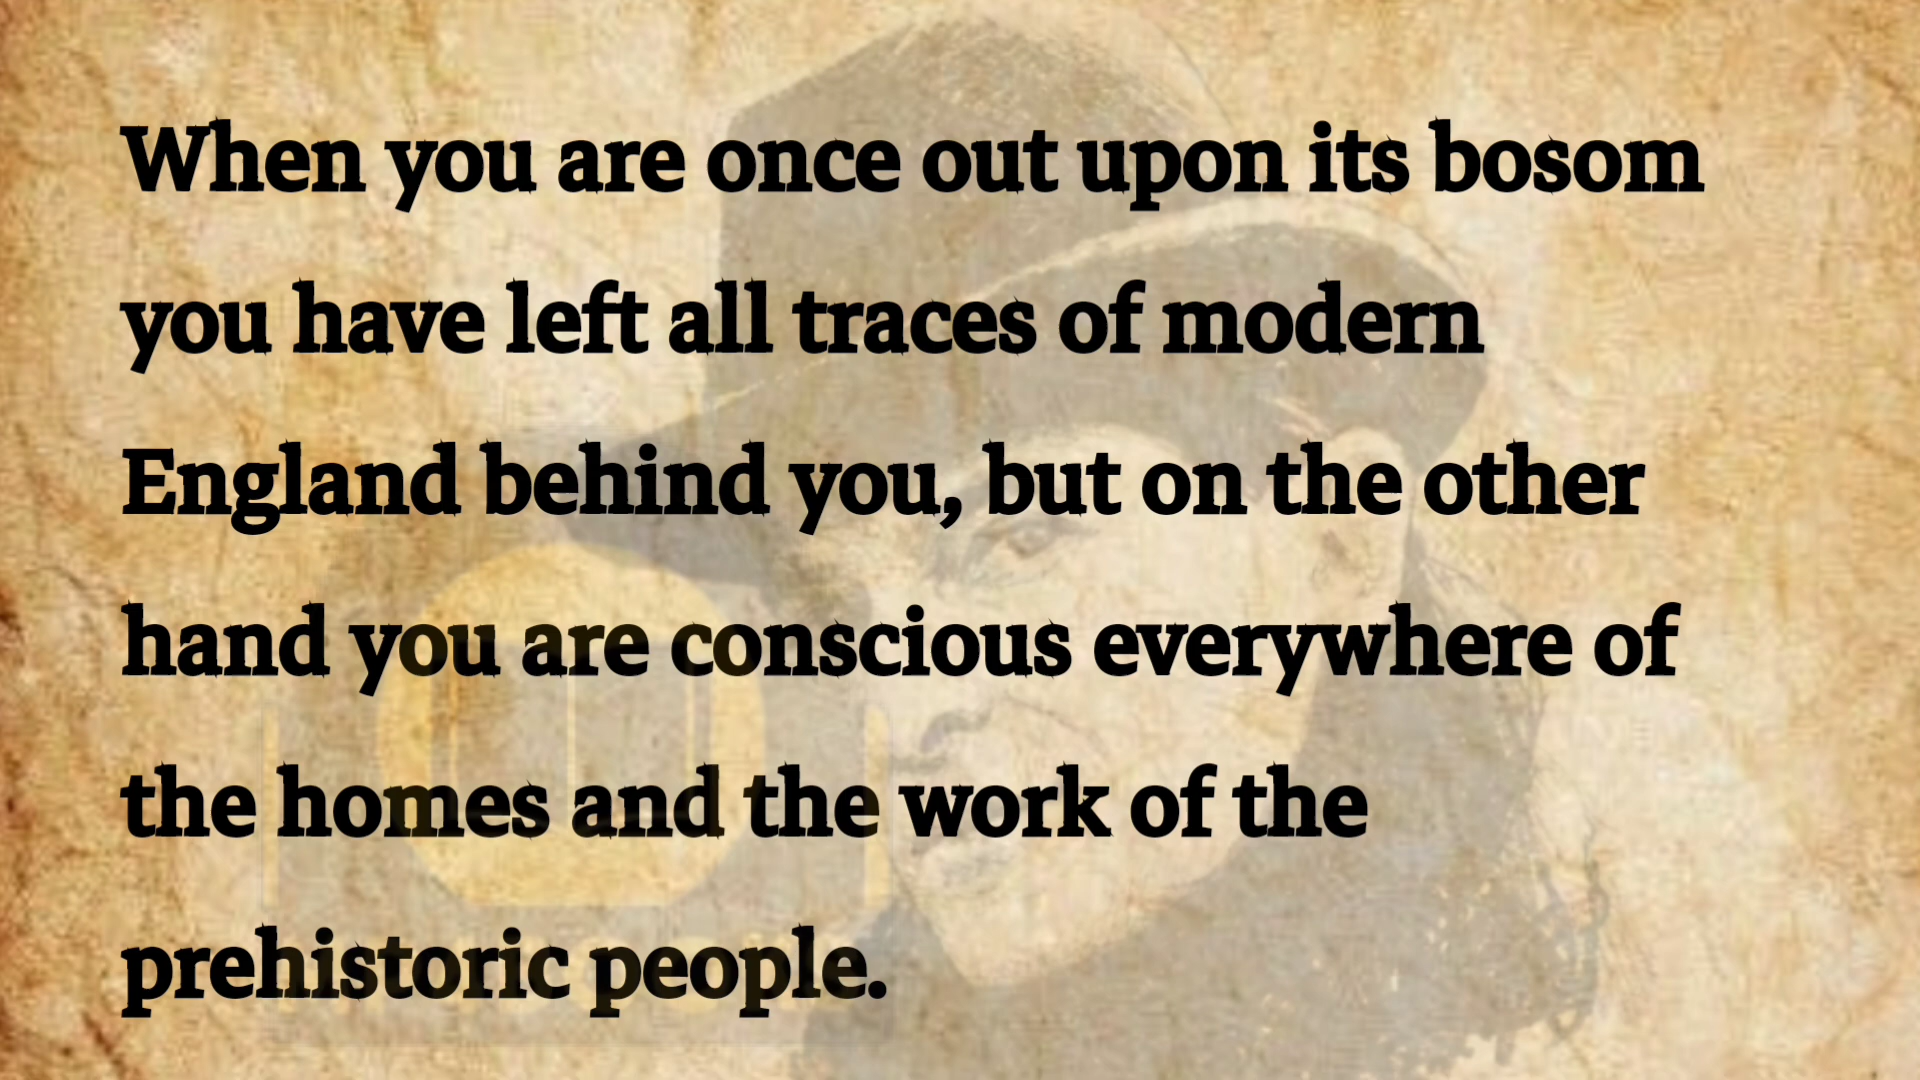 When you are once out upon its bosom
you have left all traces of modern
England behind you, but on the other
hand you are conscious everywhere of
the homes and the work of the
prehistoric people.